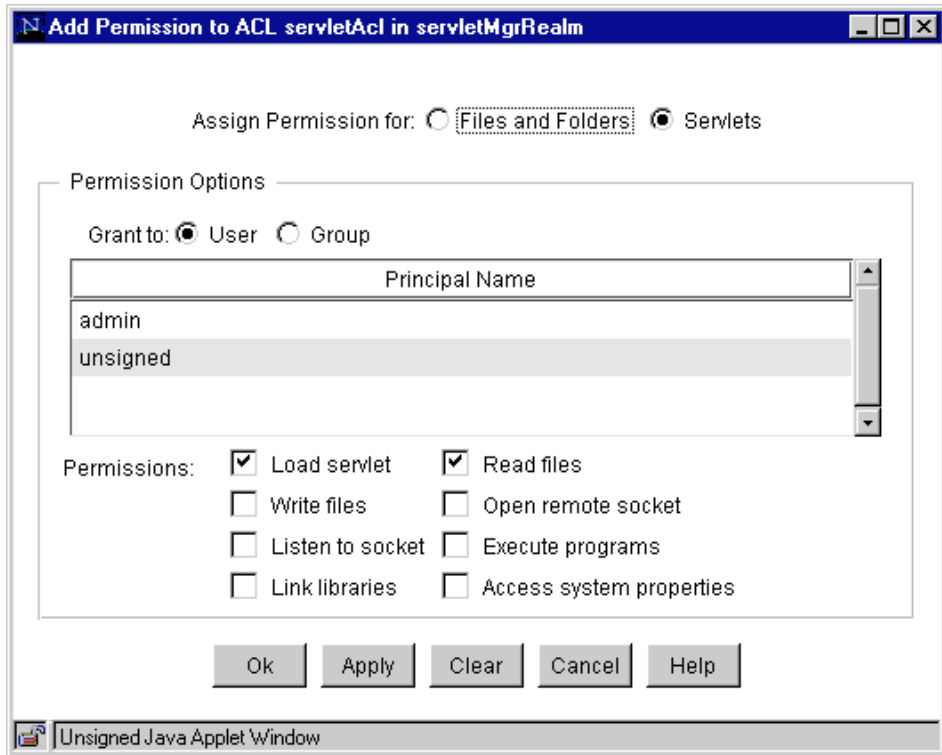 N Add Permission to ACL servletAcl in servletMgrRealm
Assign Permission for: Files and Folders Servlets
Permission Options
Grant to: User Group
Principal Name
admin
unsigned
Permissions: Load servlet Read files
Write files Open remote socket
Listen to socket Execute programs
Link libraries Access system properties
Ok Apply Clear Cancel Help
Unsigned Java Applet Window